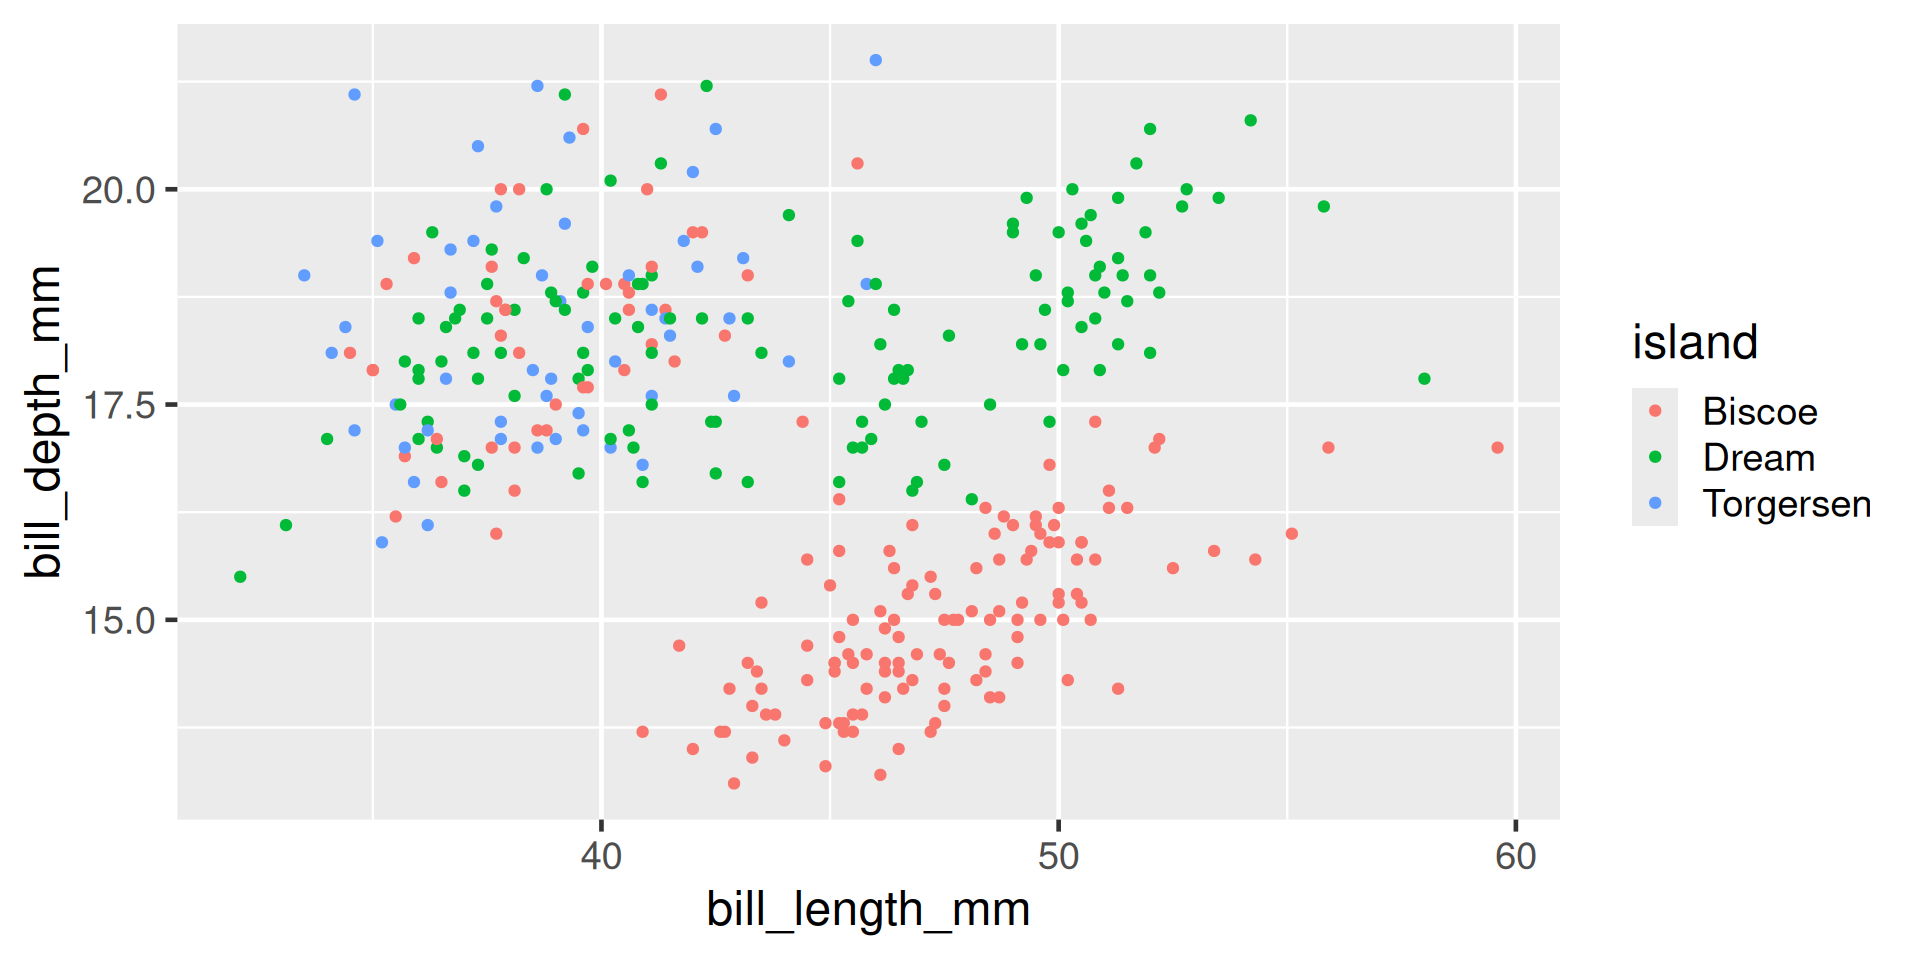 20.0
17.5
15.0
bill_depth_mm
40
50
60
bill_length_mm
island
Biscoe
Dream
Torgersen